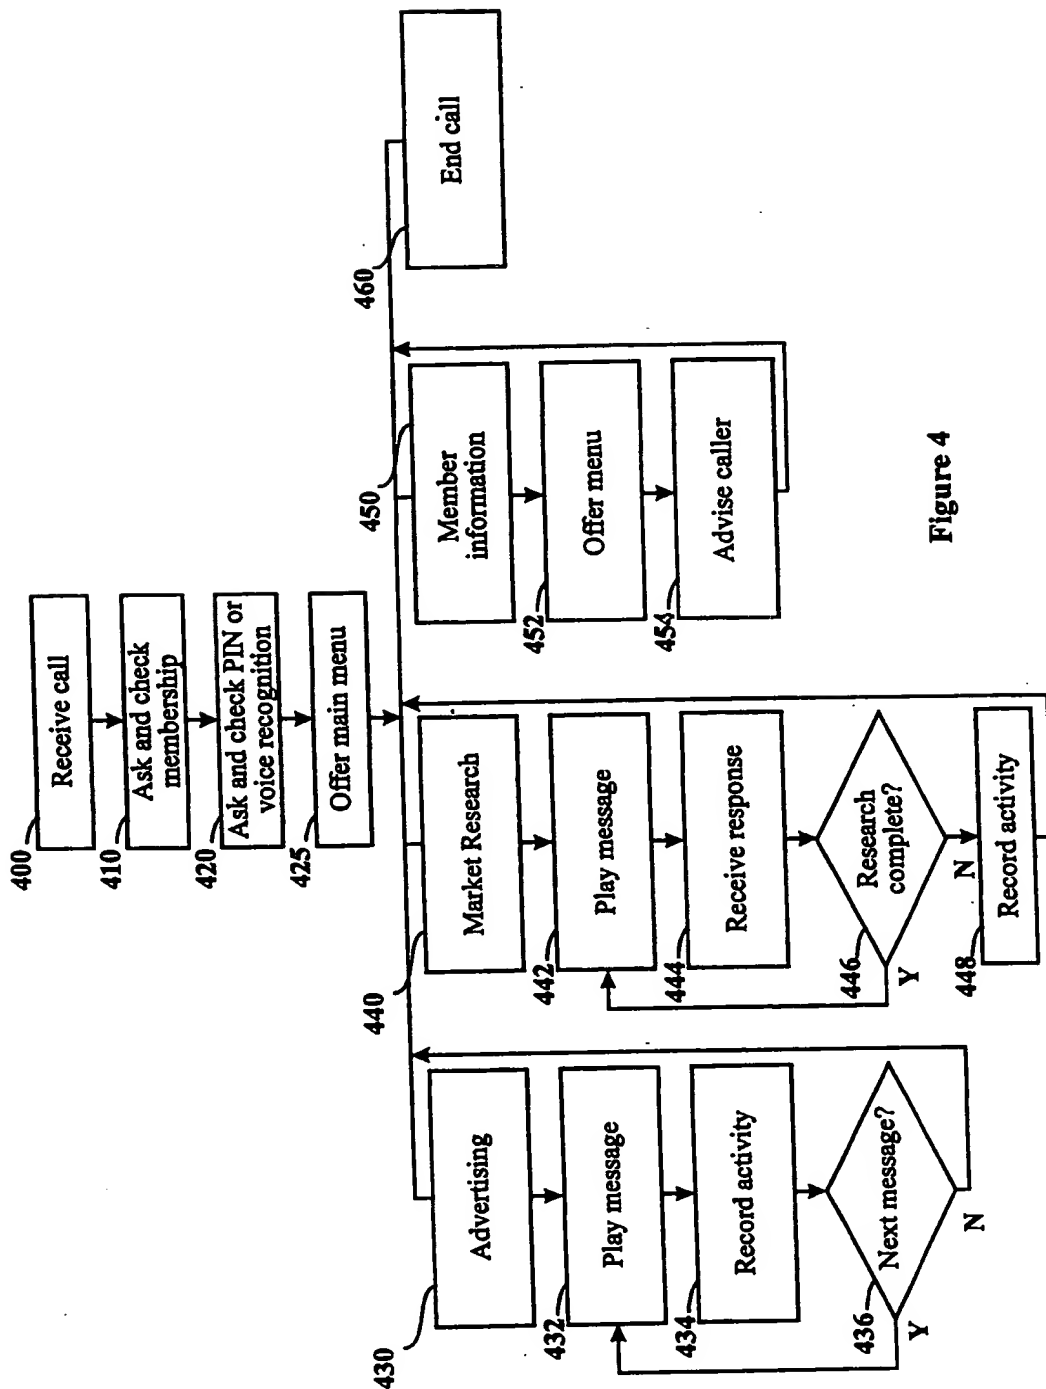 400
Receive call
410
Ask and check
membership
420
Ask and check PIN or
voice recognition
425
Offer main menu
430
Advertising
432
Play message
434
Record activity
436
Next message?
Y
N
440
Market Research
442
Play message
444
Receive response
446
Research
complete?
Y
N
448
Record activity
450
Member
information
452
Offer menu
454
Advise caller
460
End call
Figure 4